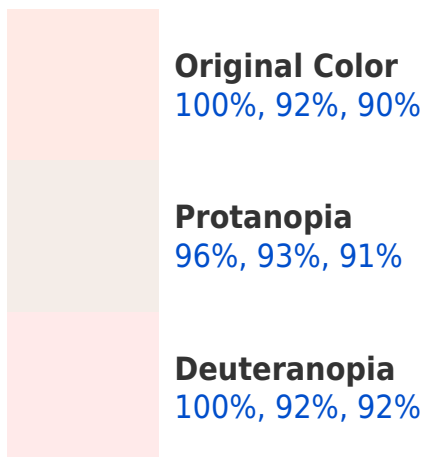 Original Color
100%, 92%, 90%
Protanopia
96%, 93%, 91%
Deuteranopia
100%, 92%, 92%